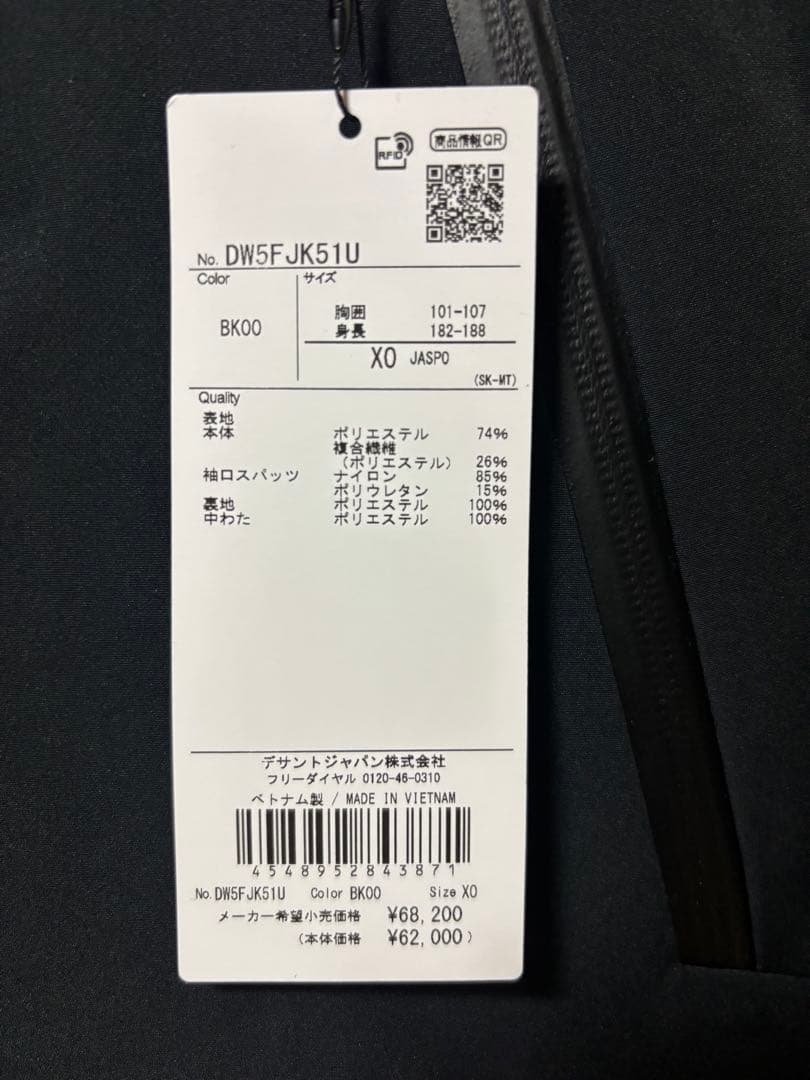 RFID
商品情報QR
No. DW5FJK51U
Color サイズ
BK00
胸囲 101-107
身長 182-188
XO JASPO
(SK-MT)
Quality
表地
本体 ポリエステル 74%
複合繊維
(ポリエステル) 26%
袖口スパッツ ナイロン 85%
ポリウレタン 15%
裏地 ポリエステル 100%
中わた ポリエステル 100%
デサントジャパン株式会社
フリーダイヤル 0120-46-0310
ベトナム製 / MADE IN VIETNAM
4548952843871
No. DW5FJK51U Color BK00 Size XO
メーカー希望小売価格 ¥68,200
(本体価格 ¥62,000)